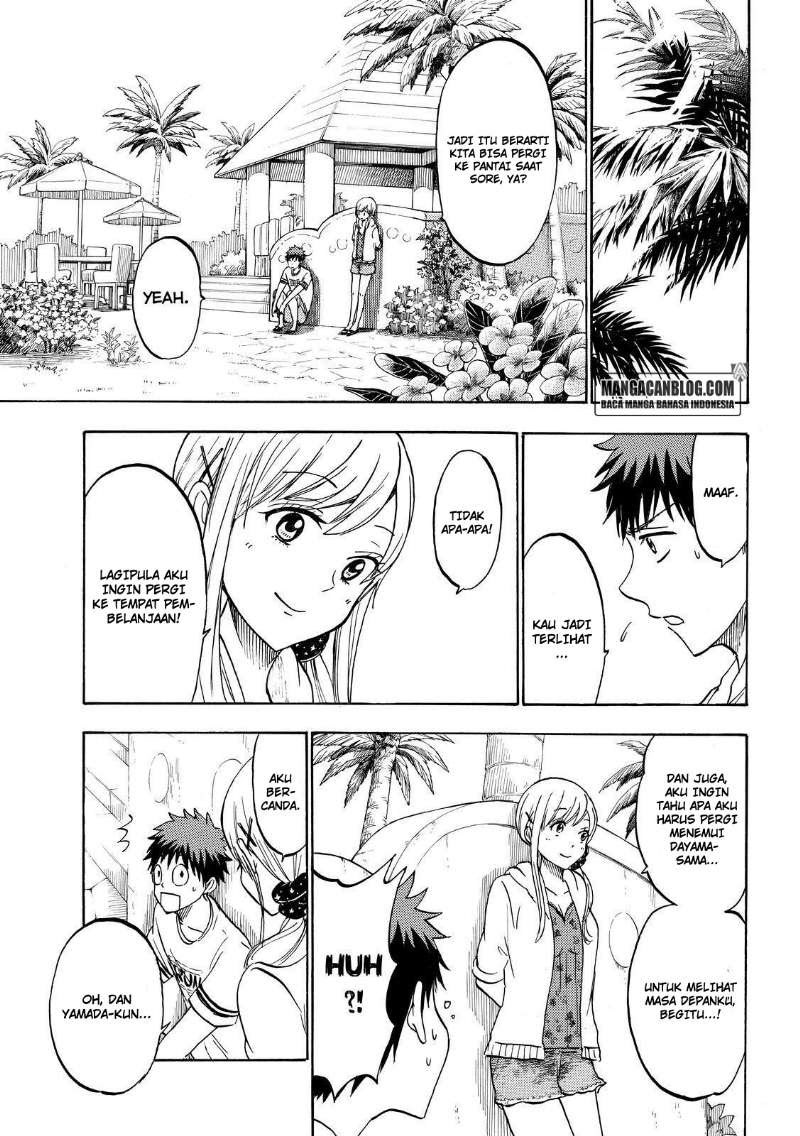 JADI ITU BERARTI
KITA BISA PERGI
KE PANTAI SAAT
SORE, YA?
YEAH.
MANGACANBLOG.COM
BACA MANGA BAHASA INDONESIA
MAAF.
KAU JADI
TERLIHAT
...
TIDAK
APA-APA!
LAGIPULA AKU
INGIN PERGI
KE TEMPAT PEM-
BELANJAAN!
DAN JUGA,
AKU INGIN
TAHU APA AKU
HARUS PERGI
MENEMUI
DAYAMA-
SAMA...
UNTUK MELIHAT
MASA DEPANKU,
BEGITU...!
HUH
?!
AKU
BER-
CANDA.
OH, DAN
YAMADA-KUN...